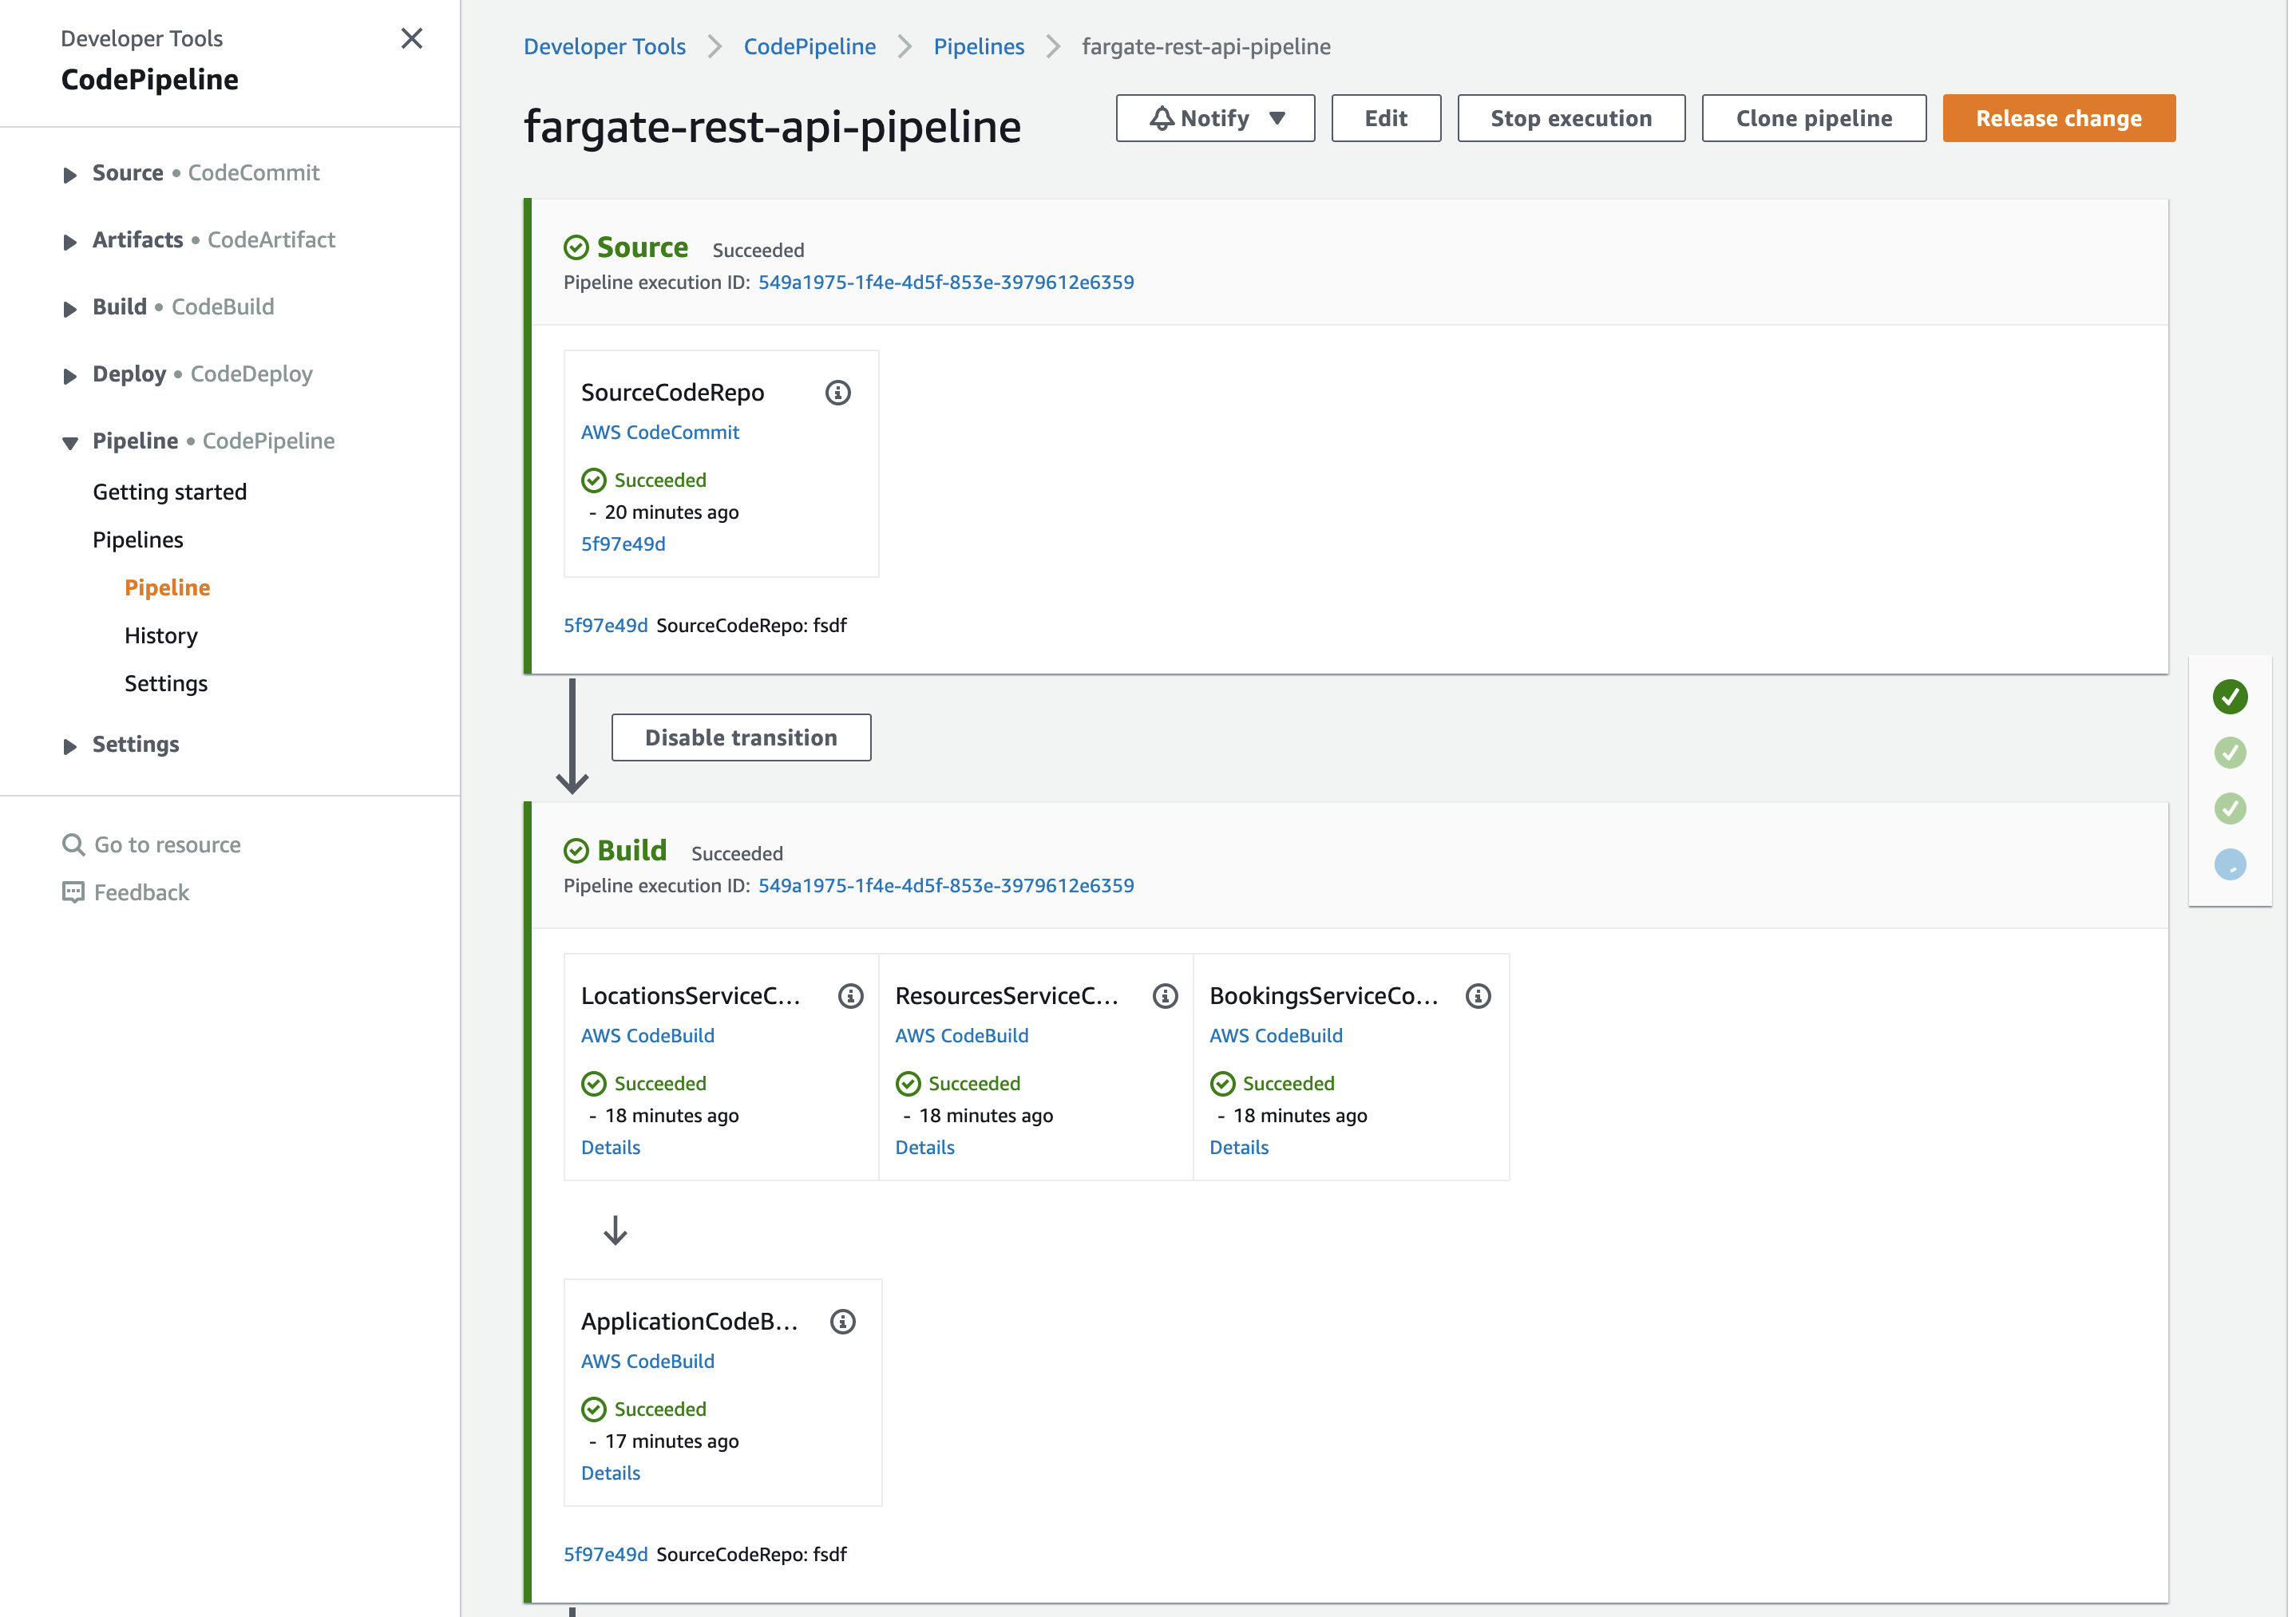 Developer Tools
CodePipeline
Source • CodeCommit
Artifacts • CodeArtifact
Build • CodeBuild
Deploy • CodeDeploy
Pipeline • CodePipeline
Getting started
Pipelines
Pipeline
History
Settings
Settings
Go to resource
Feedback
Developer Tools > CodePipeline > Pipelines > fargate-rest-api-pipeline
fargate-rest-api-pipeline
Notify
Edit
Stop execution
Clone pipeline
Release change
Source Succeeded
Pipeline execution ID: 549a1975-1f4e-4d5f-853e-3979612e6359
SourceCodeRepo
AWS CodeCommit
Succeeded
- 20 minutes ago
5f97e49d
5f97e49d SourceCodeRepo: fsdf
Disable transition
Build Succeeded
Pipeline execution ID: 549a1975-1f4e-4d5f-853e-3979612e6359
LocationsServiceC...
AWS CodeBuild
Succeeded
- 18 minutes ago
Details
ResourcesServiceC...
AWS CodeBuild
Succeeded
- 18 minutes ago
Details
BookingsServiceCo...
AWS CodeBuild
Succeeded
- 18 minutes ago
Details
ApplicationCodeB...
AWS CodeBuild
Succeeded
- 17 minutes ago
Details
5f97e49d SourceCodeRepo: fsdf